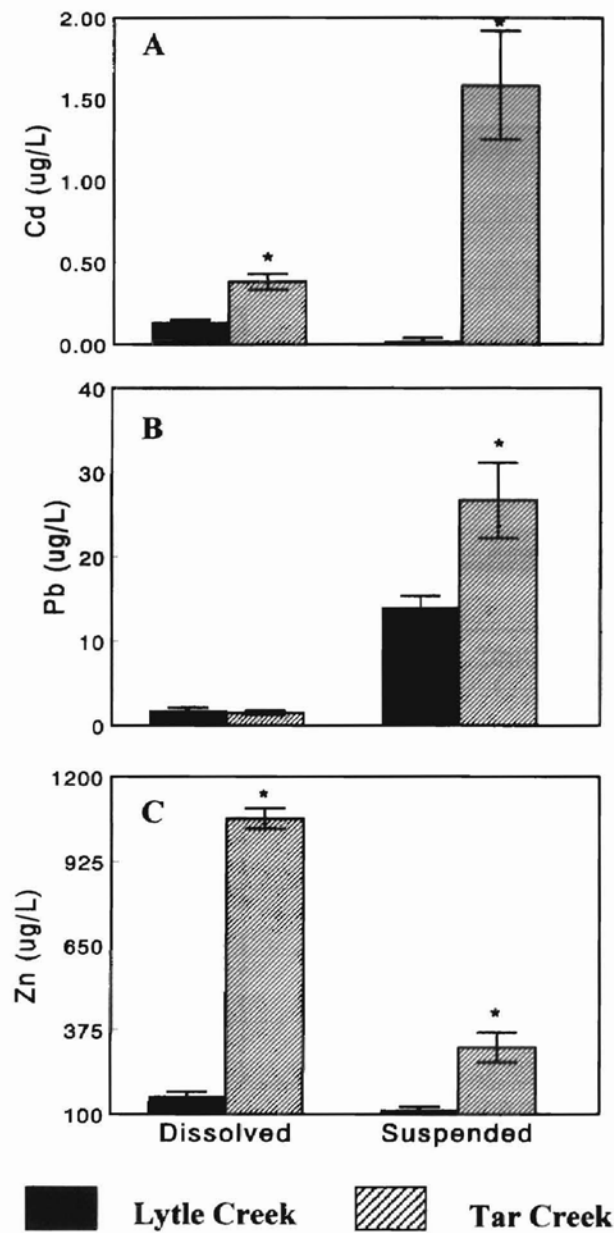 2.00
A
*
1.50
Cd (ug/L)
1.00
0.50
*
0.00
40
B
*
30
Pb (ug/L)
20
10
0
1200
C
*
925
Zn (ug/L)
650
375
*
100
Dissolved Suspended
Lytle Creek Tar Creek